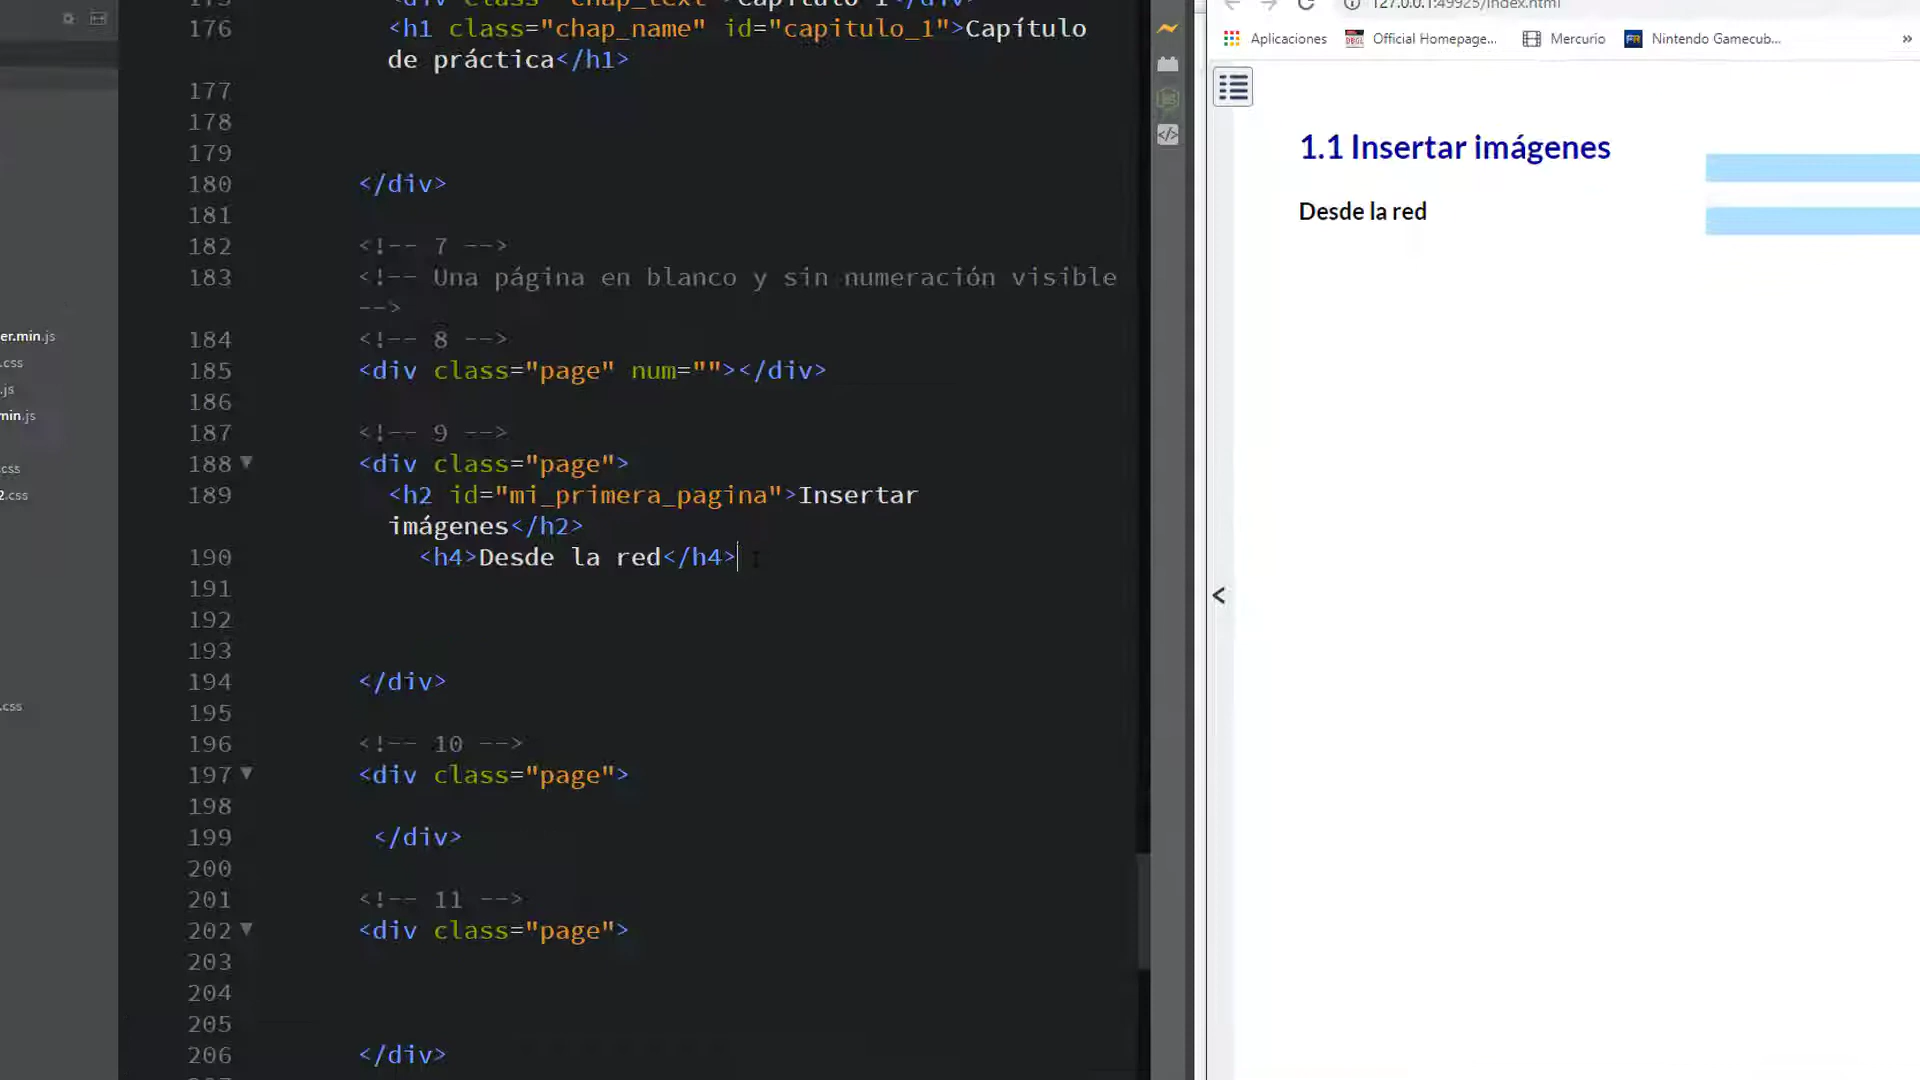 176 <h1 class="chap_name" id="capitulo_1">Capítulo
de práctica</h1>
177
178
179
180 </div>
181
182 <!-- 7 -->
183 <!-- Una página en blanco y sin numeración visible
-->
184 <!-- 8 -->
185 <div class="page" num=""></div>
186
187 <!-- 9 -->
188 <div class="page">
189 <h2 id="mi_primera_pagina">Insertar
imágenes</h2>
190 <h4>Desde la red</h4>
191
192
193
194 </div>
195
196 <!-- 10 -->
197 <div class="page">
198
199 </div>
200
201 <!-- 11 -->
202 <div class="page">
203
204
205
206 </div>
er.min.js
.css
.js
min.js
css
2.css
.css
127.0.0.1:49925/index.html
Aplicaciones Official Homepage... Mercurio Nintendo Gamecub... »
1.1 Insertar imágenes
Desde la red
<